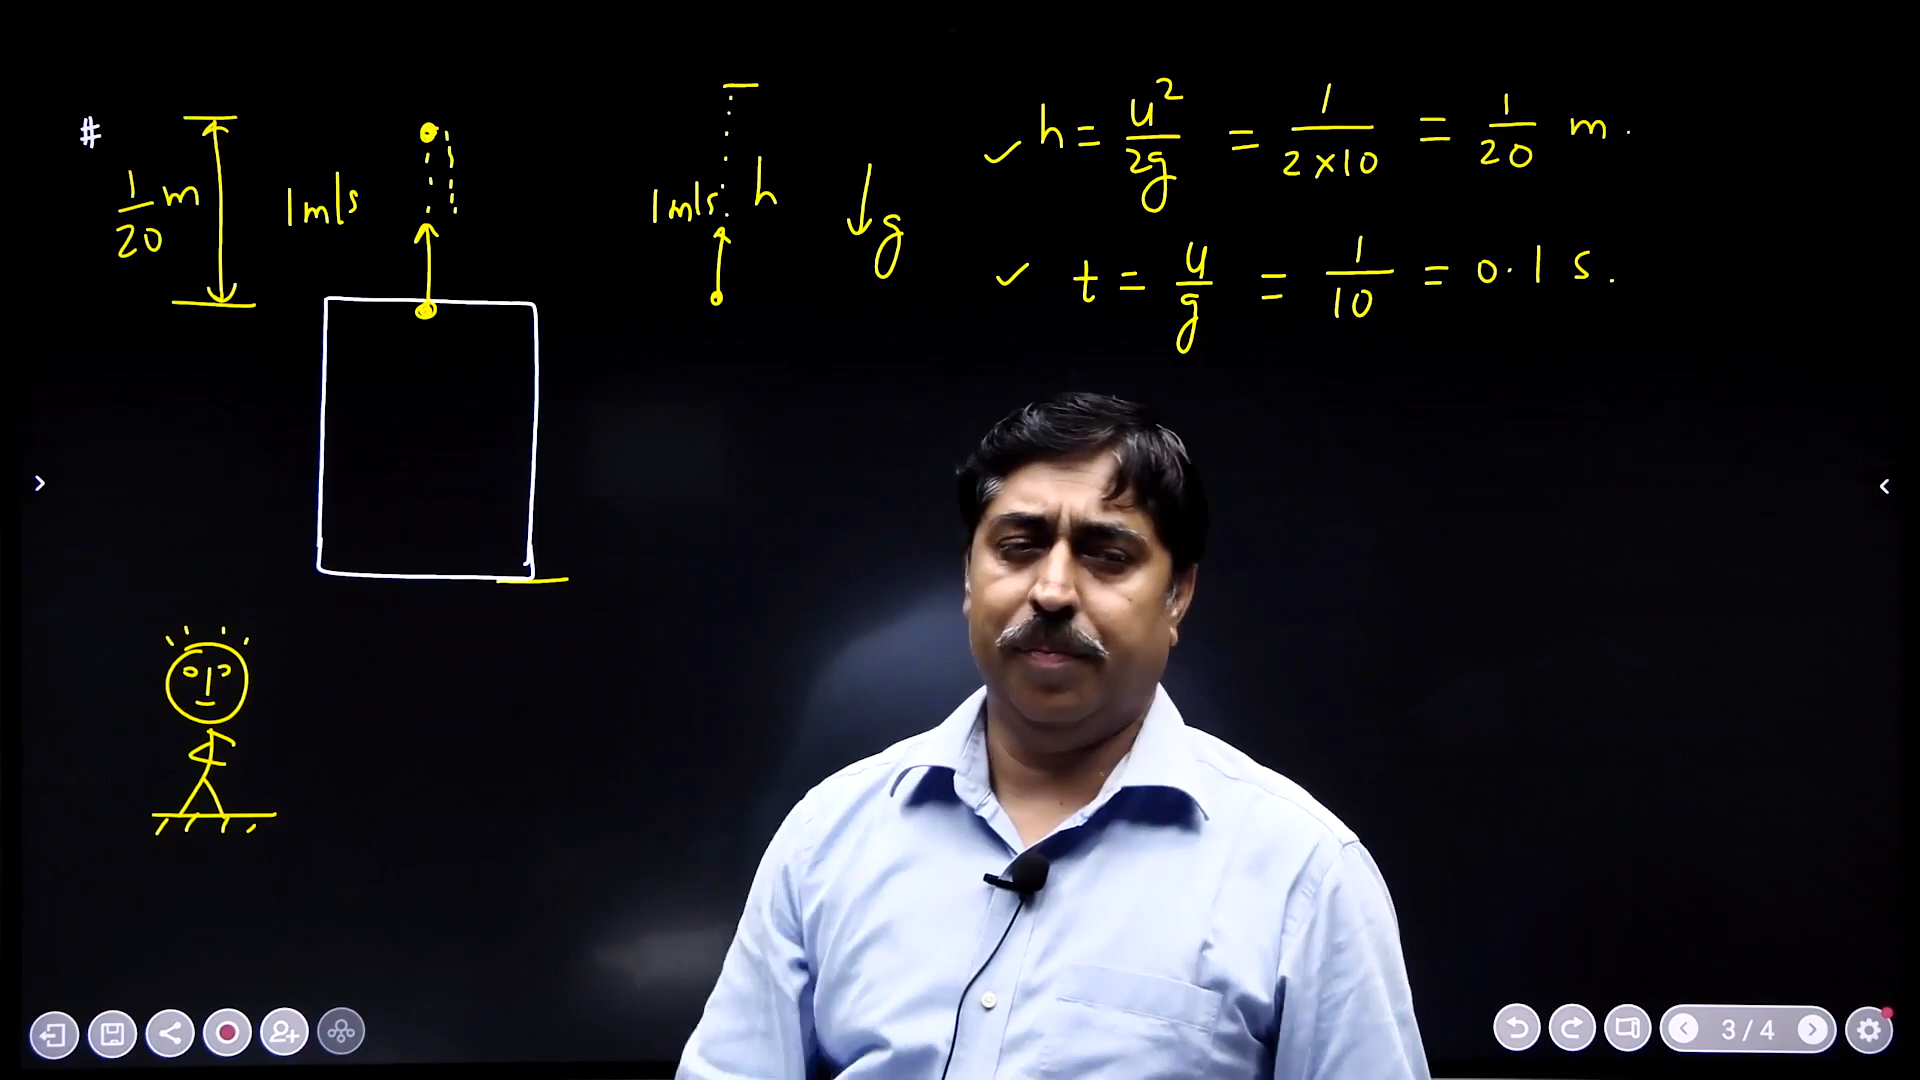 #
1/20 m
1m/s
1m/s h
↓g
✓ h = u²/2g = 1/2×10 = 1/20 m.
✓ t = u/g = 1/10 = 0.1 s.
3/4